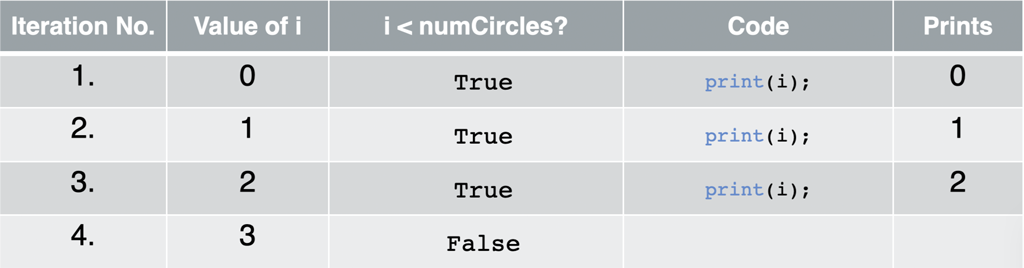 Iteration No. Value of i i < numCircles? Code Prints
1. 0 True print(i); 0
2. 1 True print(i); 1
3. 2 True print(i); 2
4. 3 False